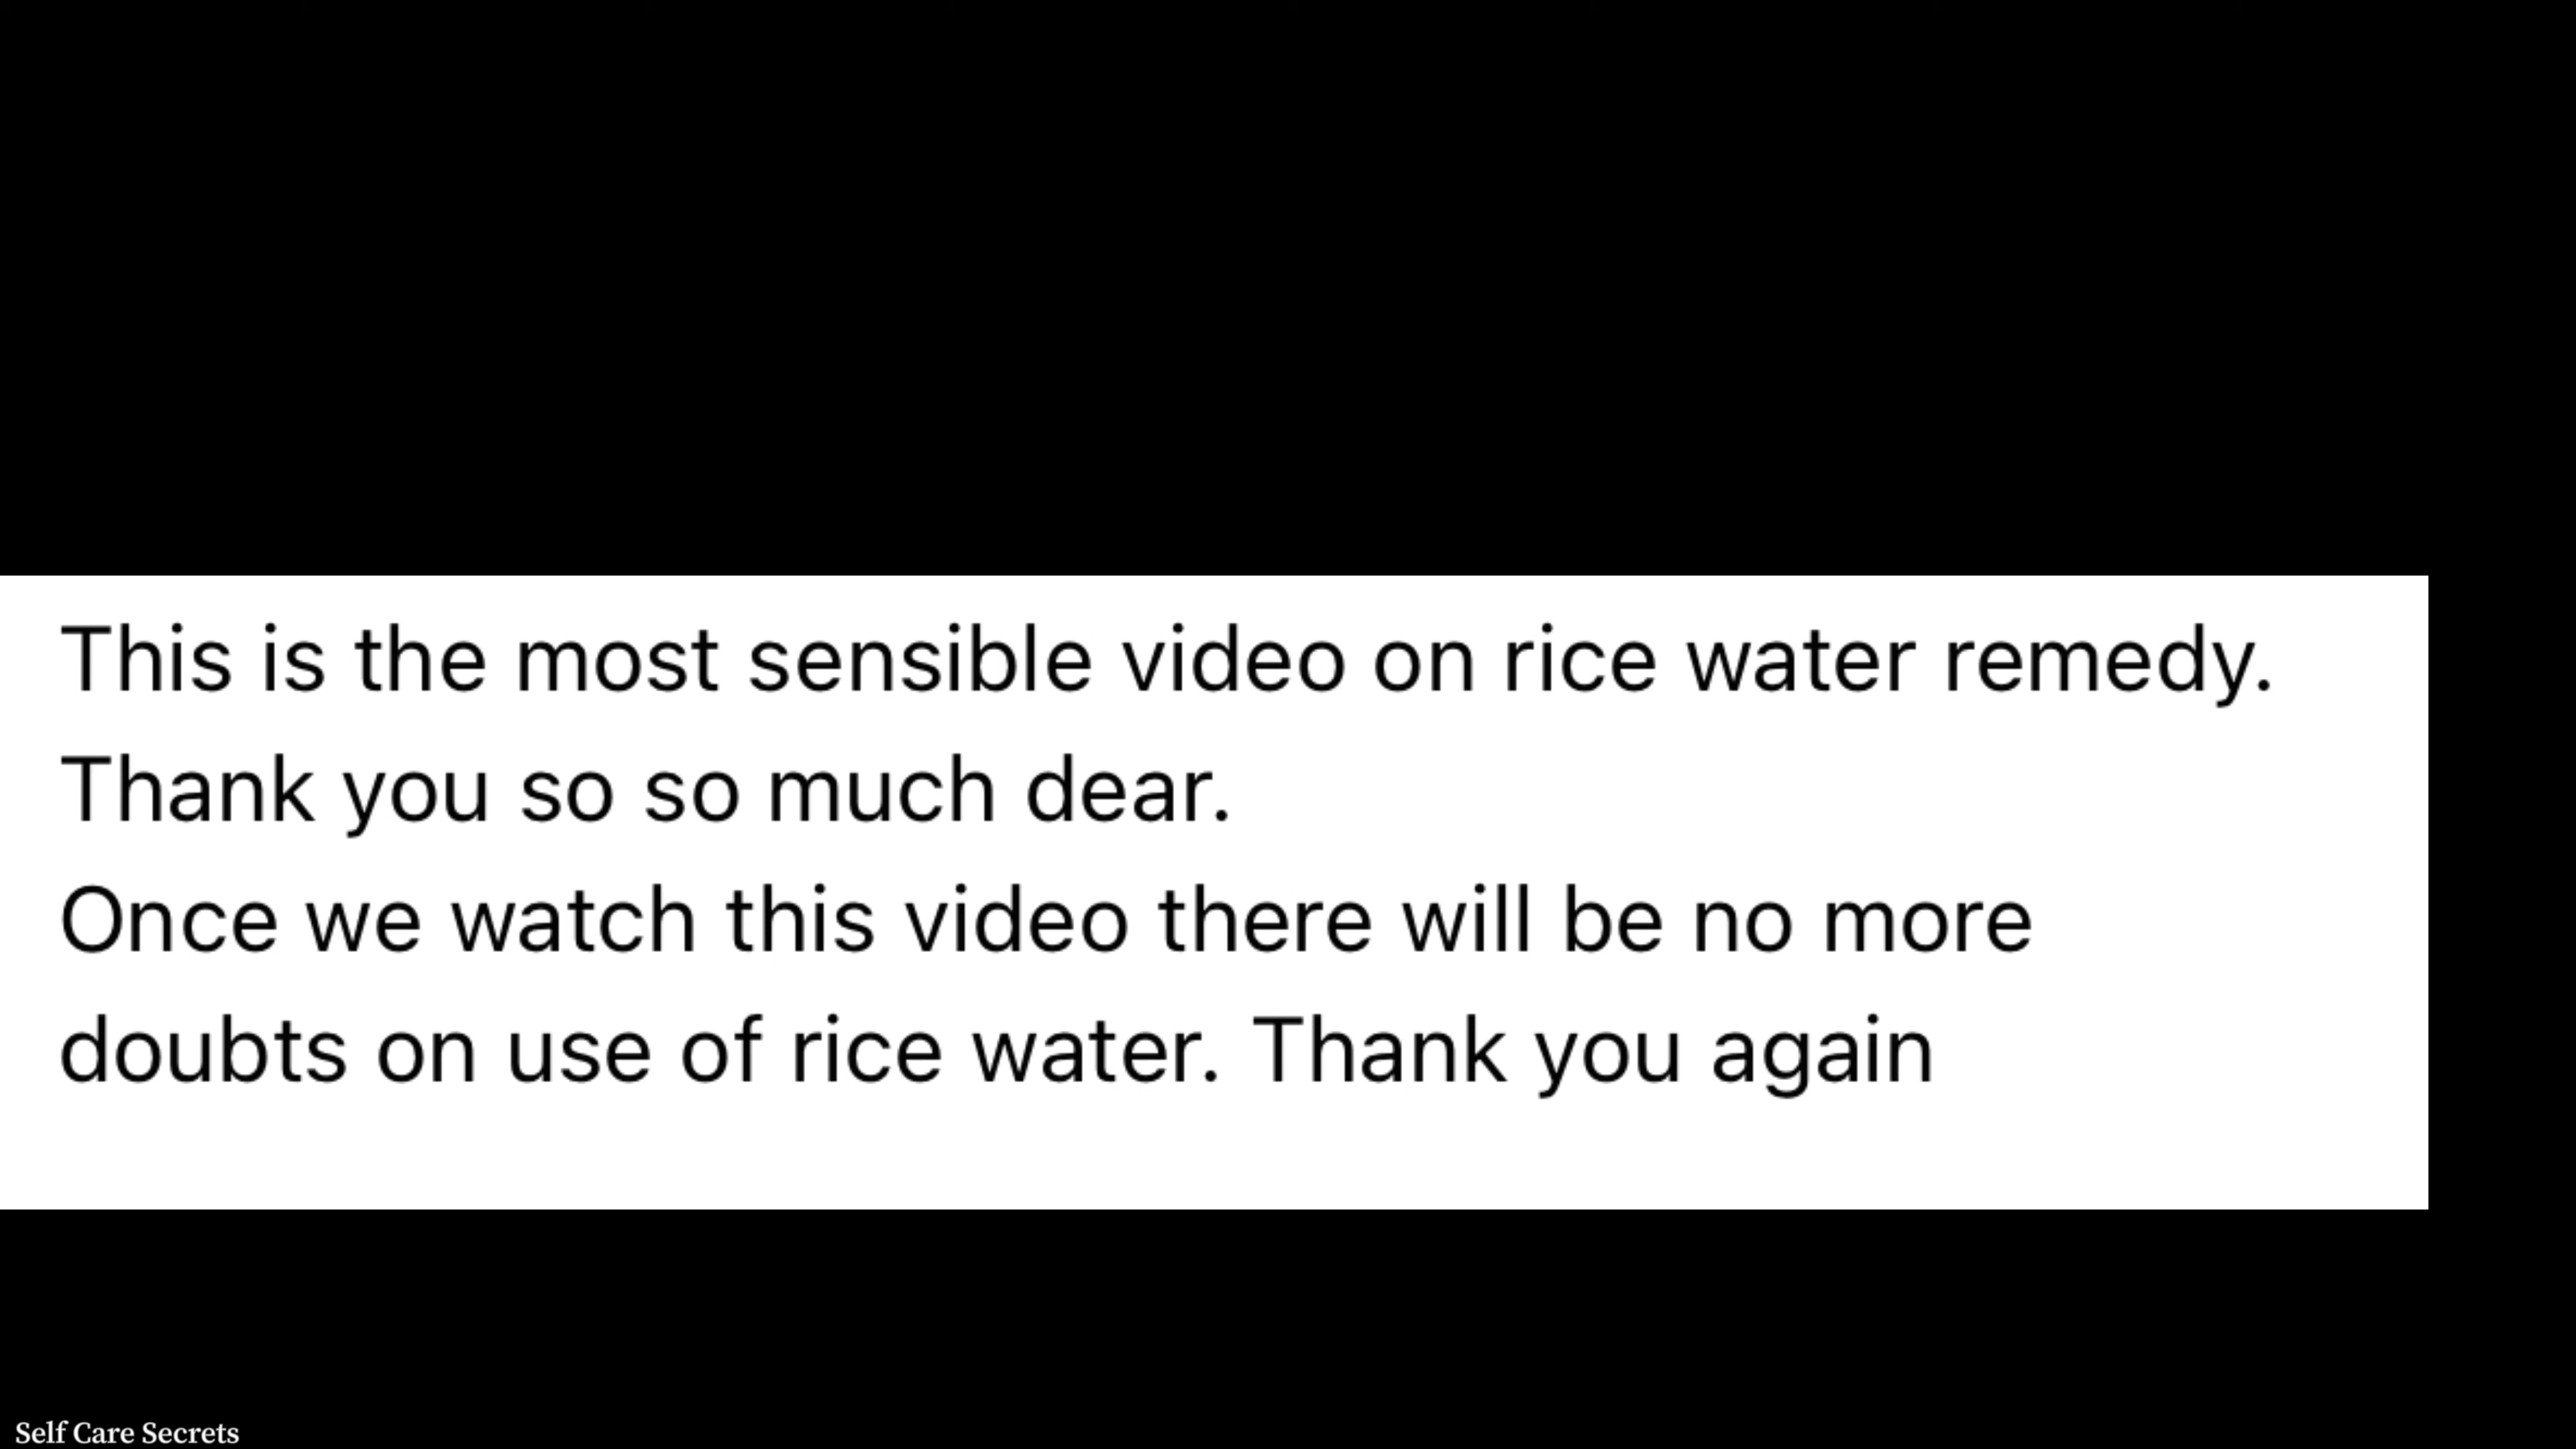 This is the most sensible video on rice water remedy.
Thank you so so much dear.
Once we watch this video there will be no more
doubts on use of rice water. Thank you again
Self Care Secrets